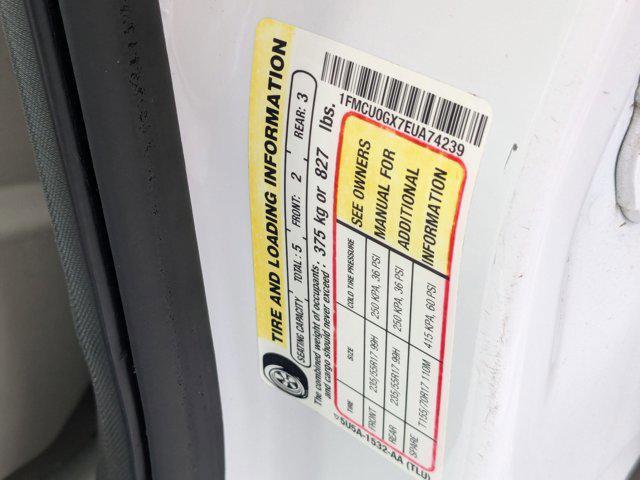 TIRE AND LOADING INFORMATION
SEATING CAPACITY TOTAL: 5 FRONT: 2 REAR: 3
The combined weight of occupants and cargo should never exceed 375 kg or 827 lbs.
TIRE SIZE COLD TIRE PRESSURE
FRONT 235/55R17 99H 250 KPA, 36 PSI
REAR 235/55R17 99H 250 KPA, 36 PSI
SPARE T155/70R17 110M 415 KPA, 60 PSI
SEE OWNERS
MANUAL FOR
ADDITIONAL
INFORMATION
5U5A-1532-AA (TLU)
1FMCU0GX7EUA74239